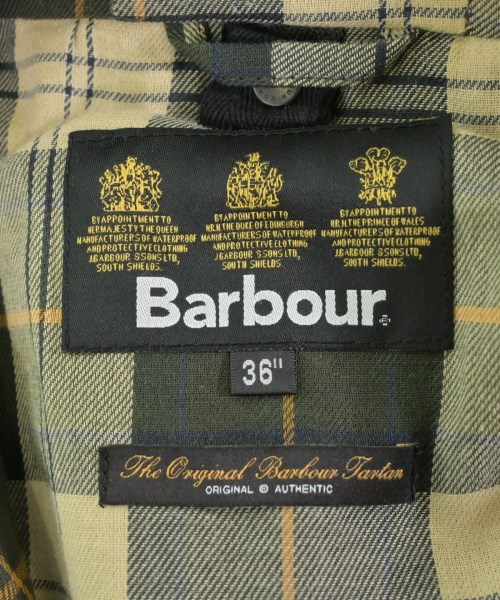 BY APPOINTMENT TO
HER MAJESTY THE QUEEN
MANUFACTURERS OF WATERPROOF
AND PROTECTIVE CLOTHING
J.BARBOUR & SONS LTD.
SOUTH SHIELDS.
BY APPOINTMENT TO
H.R.H. THE DUKE OF EDINBURGH
MANUFACTURERS OF WATERPROOF
AND PROTECTIVE CLOTHING
J.BARBOUR & SONS LTD.
SOUTH SHIELDS.
BY APPOINTMENT TO
H.R.H. THE PRINCE OF WALES
MANUFACTURERS OF WATERPROOF
AND PROTECTIVE CLOTHING
J.BARBOUR & SONS LTD.
SOUTH SHIELDS.
Barbour
36"
The Original Barbour Tartan
ORIGINAL ® AUTHENTIC